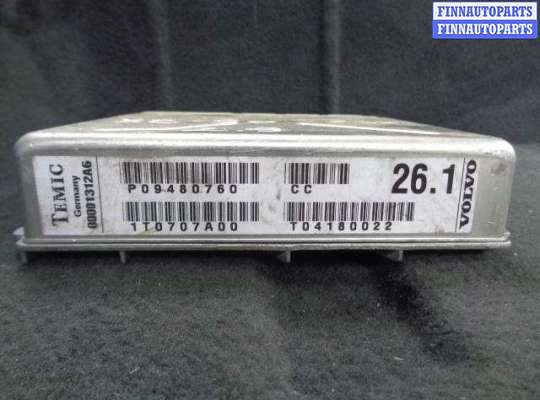 FINNAUTOPARTS
FINNAUTOPARTS
TEMIC
Germany
00001312A6
P09480760
CC
26.1
VOLVO
1T0707A00
T04180022